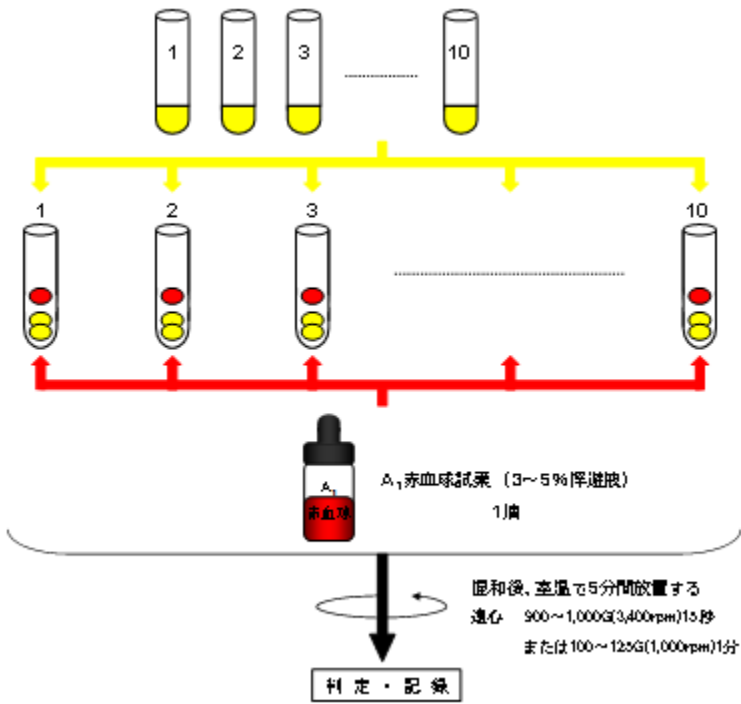 1 2 3 10
1 2 3 10
A₁
赤血球
A₁赤血球試薬(3~5%浮遊液)
1滴
混和後、室温で5分間放置する
遠心 900~1,000G(3,400rpm)15秒
または100~125G(1,000rpm)1分
判定・記録